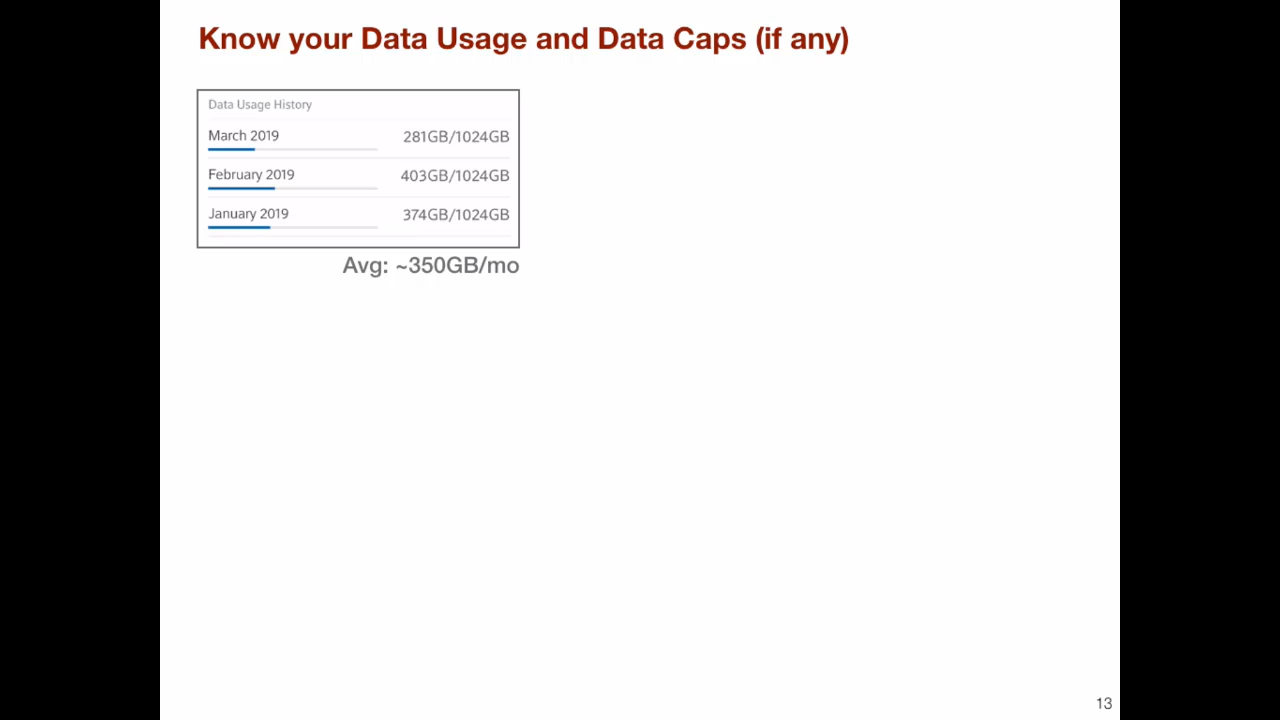 Know your Data Usage and Data Caps (if any)
Data Usage History
March 2019 281GB/1024GB
February 2019 403GB/1024GB
January 2019 374GB/1024GB
Avg: ~350GB/mo
13